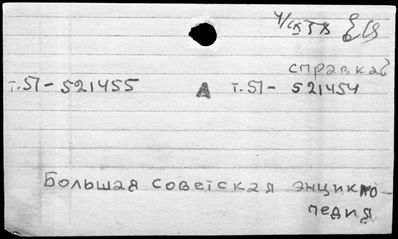 справка
т.51-521455 А т.51- 521454
Большая советская энцикло-
педия